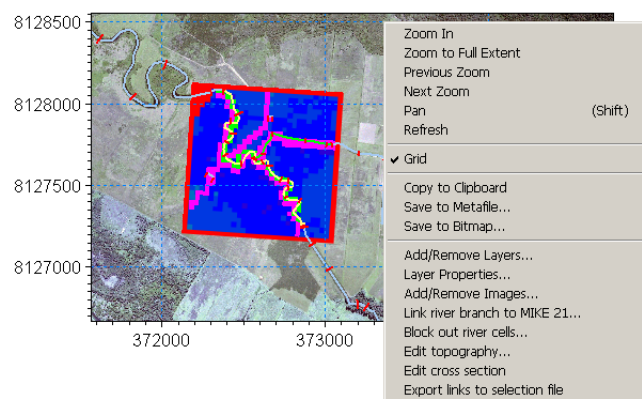 8128500
8128000
8127500
8127000
372000
373000
Zoom In
Zoom to Full Extent
Previous Zoom
Next Zoom
Pan (Shift)
Refresh
Grid
Copy to Clipboard
Save to Metafile...
Save to Bitmap...
Add/Remove Layers...
Layer Properties...
Add/Remove Images...
Link river branch to MIKE 21...
Block out river cells...
Edit topography...
Edit cross section
Export links to selection file